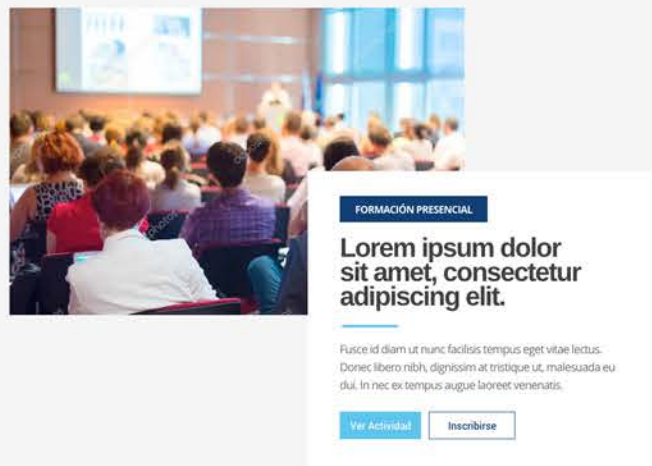 FORMACIÓN PRESENCIAL
Lorem ipsum dolor
sit amet, consectetur
adipiscing elit.
Fusce id diam ut nunc facilisis tempus eget vitae lectus.
Donec libero nibh, dignissim at tristique ut, malesuada eu
dui. In nec ex tempus augue laoreet venenatis.
Ver Actividad
Inscribirse